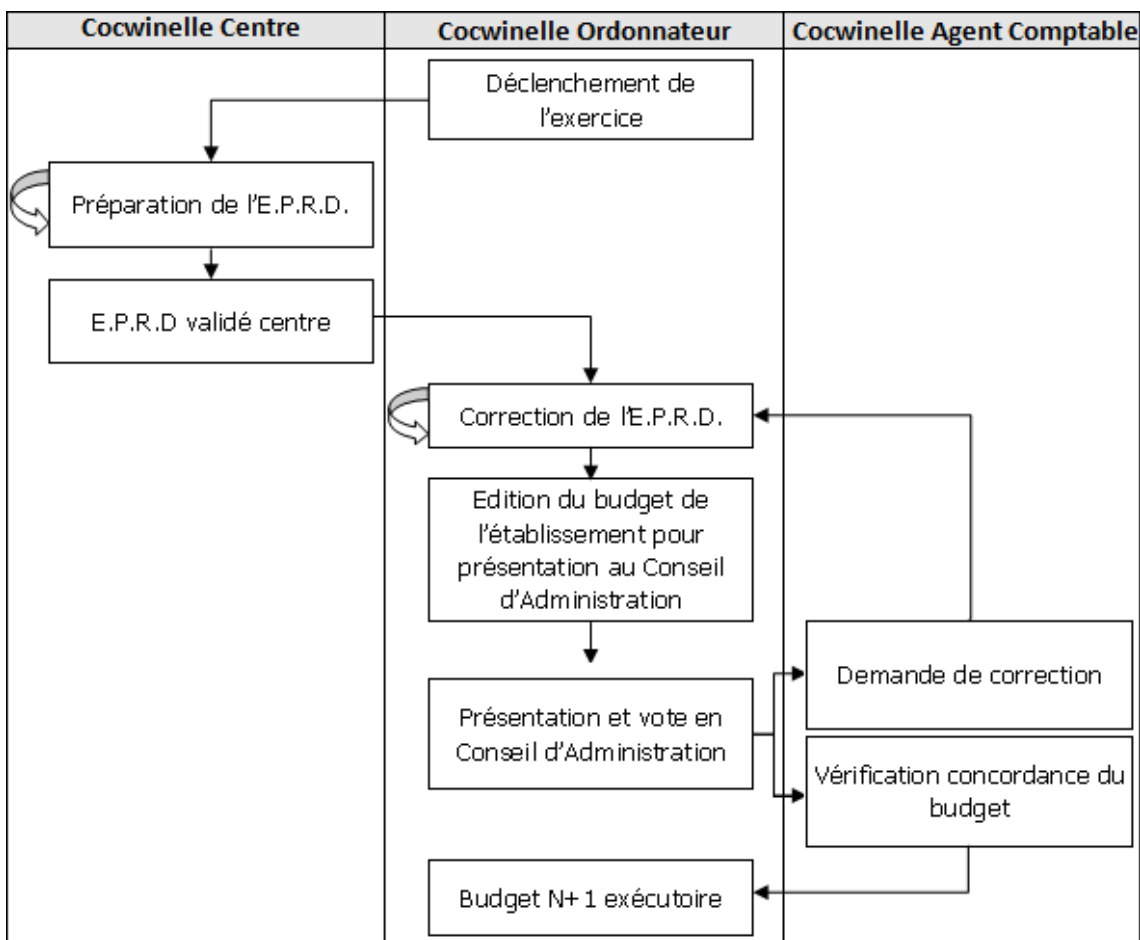 Cocwinelle Centre
Cocwinelle Ordonnateur
Cocwinelle Agent Comptable
Déclenchement de
l'exercice
Préparation de l'E.P.R.D.
E.P.R.D validé centre
Correction de l'E.P.R.D.
Edition du budget de
l'établissement pour
présentation au Conseil
d'Administration
Demande de correction
Présentation et vote en
Conseil d'Administration
Vérification concordance du
budget
Budget N+1 exécutoire